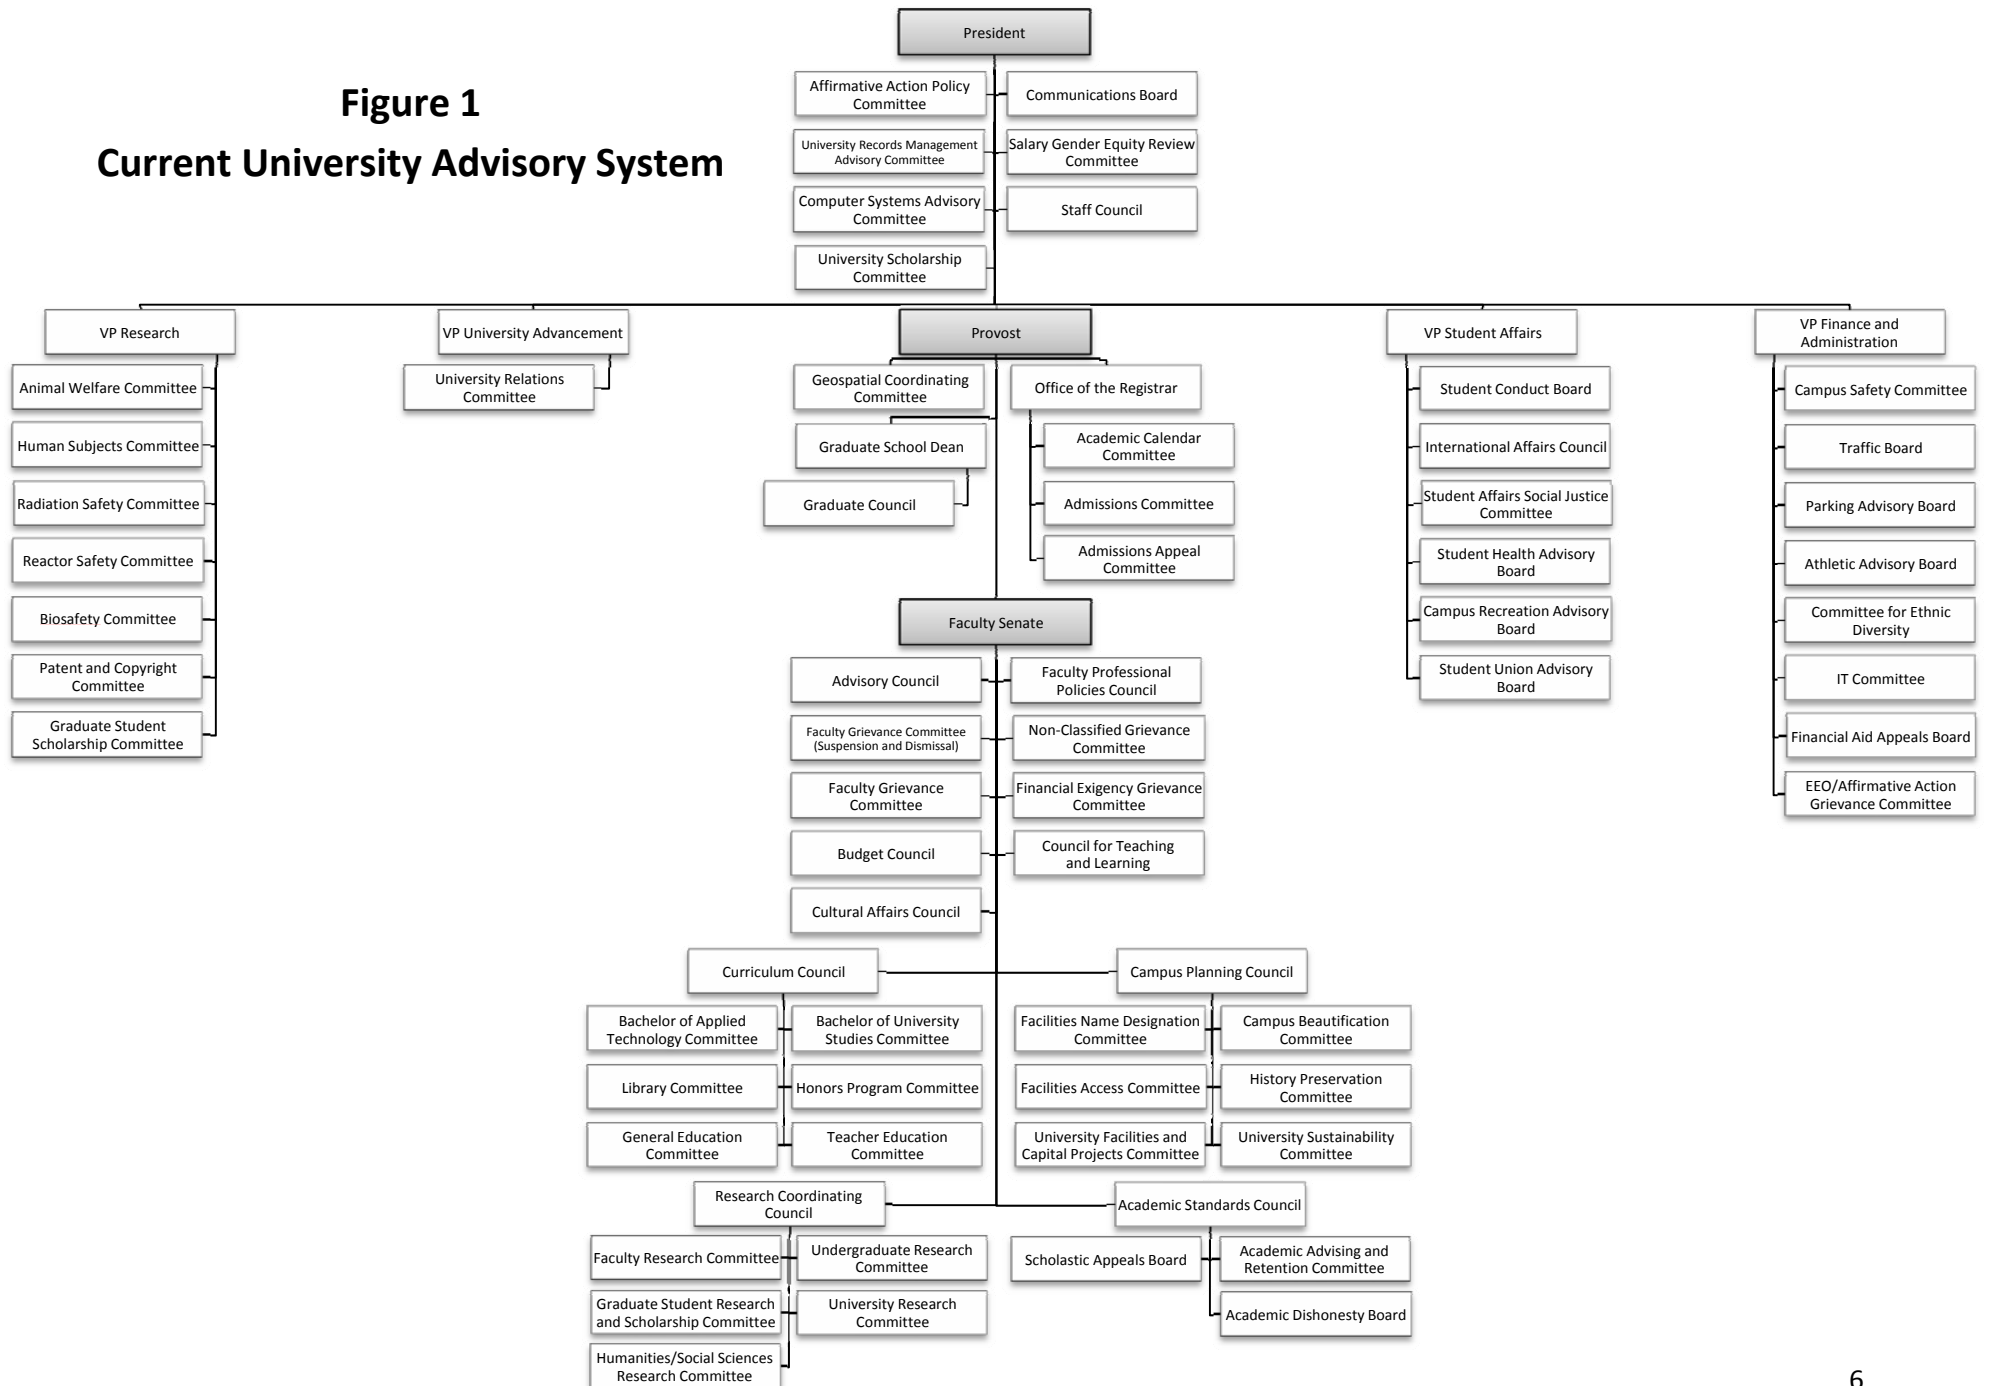 President
Figure 1
Current University Advisory System
Affirmative Action Policy
Committee
Communications Board
University Records Management
Advisory Committee
Salary Gender Equity Review
Committee
Computer Systems Advisory
Committee
Staff Council
University Scholarship
Committee
VP Research
Animal Welfare Committee
Human Subjects Committee
Radiation Safety Committee
Reactor Safety Committee
Biosafety Committee
Patent and Copyright
Committee
Graduate Student
Scholarship Committee
VP University Advancement
University Relations
Committee
Provost
Geospatial Coordinating
Committee
Graduate School Dean
Graduate Council
Office of the Registrar
Academic Calendar
Committee
Admissions Committee
Admissions Appeal
Committee
VP Student Affairs
Student Conduct Board
International Affairs Council
Student Affairs Social Justice
Committee
Student Health Advisory
Board
Campus Recreation Advisory
Board
Student Union Advisory
Board
VP Finance and
Administration
Campus Safety Committee
Traffic Board
Parking Advisory Board
Athletic Advisory Board
Committee for Ethnic
Diversity
IT Committee
Financial Aid Appeals Board
EEO/Affirmative Action
Grievance Committee
Faculty Senate
Advisory Council
Faculty Professional
Policies Council
Faculty Grievance Committee
(Suspension and Dismissal)
Non-Classified Grievance
Committee
Faculty Grievance
Committee
Financial Exigency Grievance
Committee
Budget Council
Council for Teaching
and Learning
Cultural Affairs Council
Curriculum Council
Bachelor of Applied
Technology Committee
Bachelor of University
Studies Committee
Library Committee
Honors Program Committee
General Education
Committee
Teacher Education
Committee
Campus Planning Council
Facilities Name Designation
Committee
Campus Beautification
Committee
Facilities Access Committee
History Preservation
Committee
University Facilities and
Capital Projects Committee
University Sustainability
Committee
Research Coordinating
Council
Faculty Research Committee
Undergraduate Research
Committee
Graduate Student Research
and Scholarship Committee
University Research
Committee
Humanities/Social Sciences
Research Committee
Academic Standards Council
Scholastic Appeals Board
Academic Advising and
Retention Committee
Academic Dishonesty Board
6